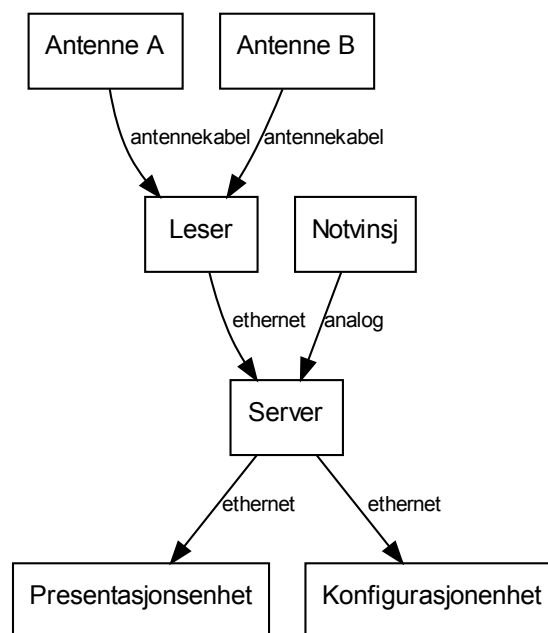 Antenne A
Antenne B
antennekabel
antennekabel
Leser
Notvinsj
ethernet
analog
Server
ethernet
ethernet
Presentasjonsenhet
Konfigurasjonenhet